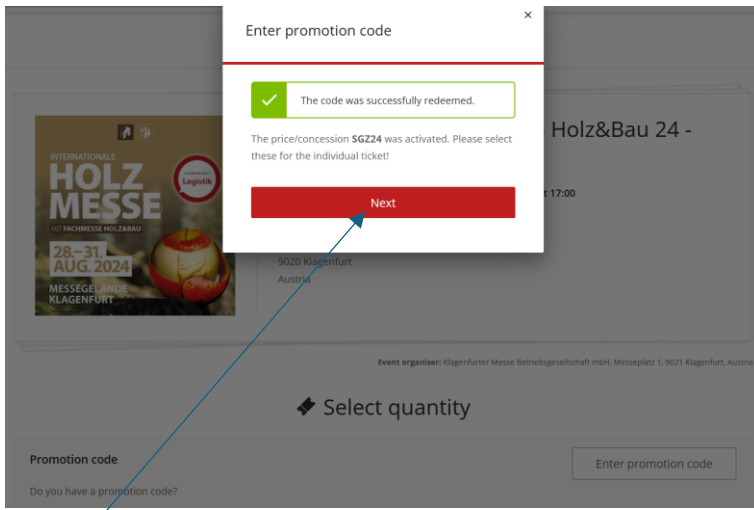 Enter promotion code
×
The code was successfully redeemed.
The price/concession SGZ24 was activated. Please select
these for the individual ticket!
Next
Holz&Bau 24 -
t 17:00
INTERNATIONALE
HOLZ
MESSE
MIT FACHMESSE HOLZ&BAU
Logistik
28.–31.
AUG. 2024
MESSEGELÄNDE
KLAGENFURT
9020 Klagenfurt
Austria
Event organiser: Klagenfurter Messe Betriebsgesellschaft mbH, Messeplatz 1, 9021 Klagenfurt, Austria
Select quantity
Promotion code
Enter promotion code
Do you have a promotion code?